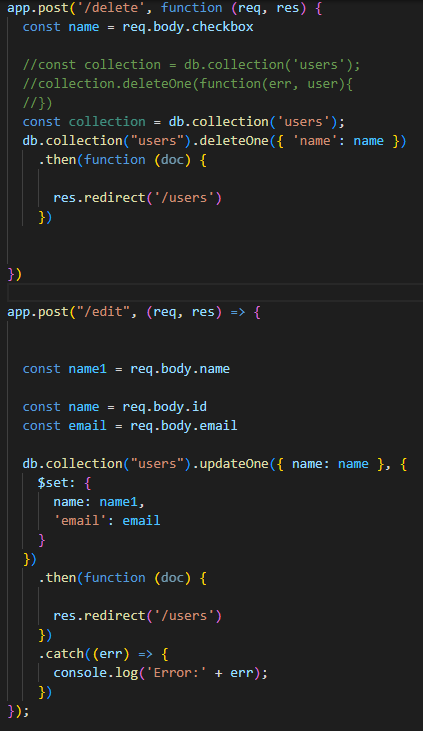 app.post('/delete', function (req, res) {
  const name = req.body.checkbox

  //const collection = db.collection('users');
  //collection.deleteOne(function(err, user){
  //})
  const collection = db.collection('users');
  db.collection("users").deleteOne({ 'name': name })
    .then(function (doc) {

      res.redirect('/users')
    })


})

app.post("/edit", (req, res) => {


  const name1 = req.body.name

  const name = req.body.id
  const email = req.body.email

  db.collection("users").updateOne({ name: name }, {
    $set: {
      name: name1,
      'email': email
    }
  })
    .then(function (doc) {

      res.redirect('/users')
    })
    .catch((err) => {
      console.log('Error:' + err);
    })
});